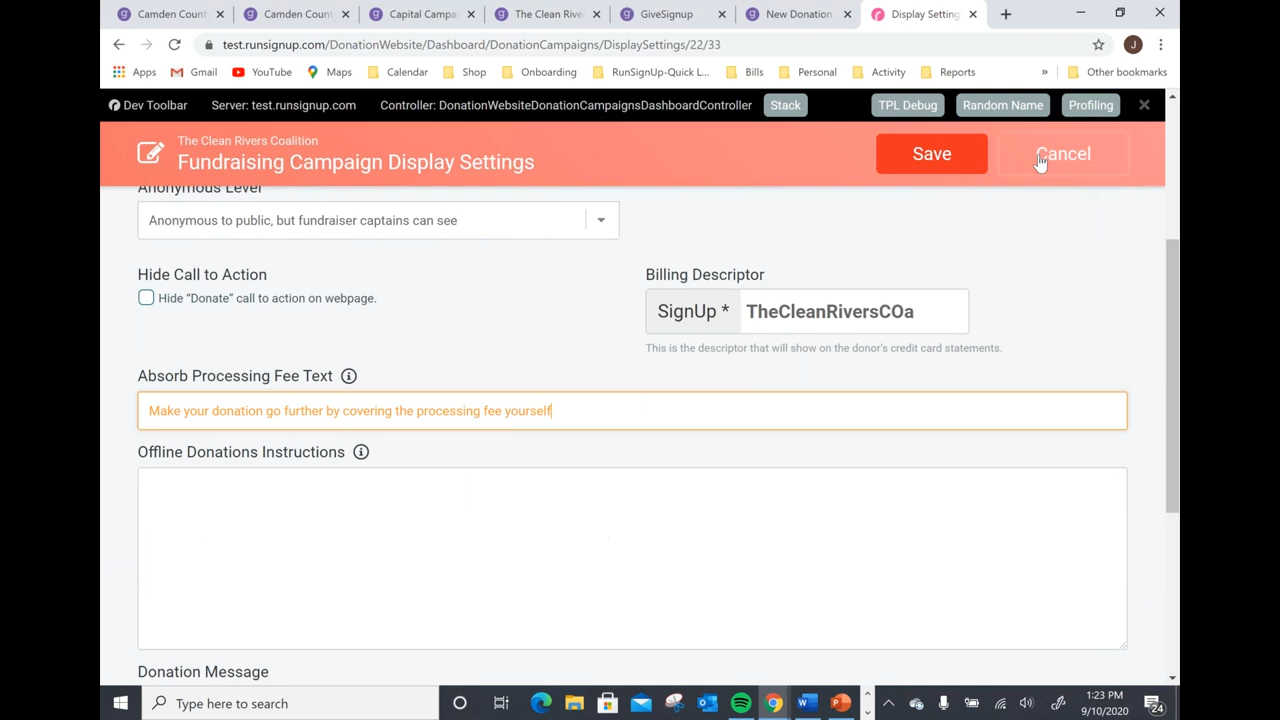 Camden Count
Camden Count
Capital Campa
The Clean Rive
GiveSignup
New Donation
Display Setting
test.runsignup.com/DonationWebsite/Dashboard/DonationCampaigns/DisplaySettings/22/33
J
Apps
Gmail
YouTube
Maps
Calendar
Shop
Onboarding
RunSignUp-Quick L...
Bills
Personal
Activity
Reports
»
Other bookmarks
Dev Toolbar
Server: test.runsignup.com
Controller: DonationWebsiteDonationCampaignsDashboardController
Stack
TPL Debug
Random Name
Profiling
The Clean Rivers Coalition
Fundraising Campaign Display Settings
Save
Cancel
Anonymous Level
Anonymous to public, but fundraiser captains can see
Hide Call to Action
Hide “Donate” call to action on webpage.
Billing Descriptor
SignUp * TheCleanRiversCOa
This is the descriptor that will show on the donor’s credit card statements.
Absorb Processing Fee Text
Make your donation go further by covering the processing fee yourself
Offline Donations Instructions
Donation Message
Type here to search
1:23 PM
9/10/2020
24